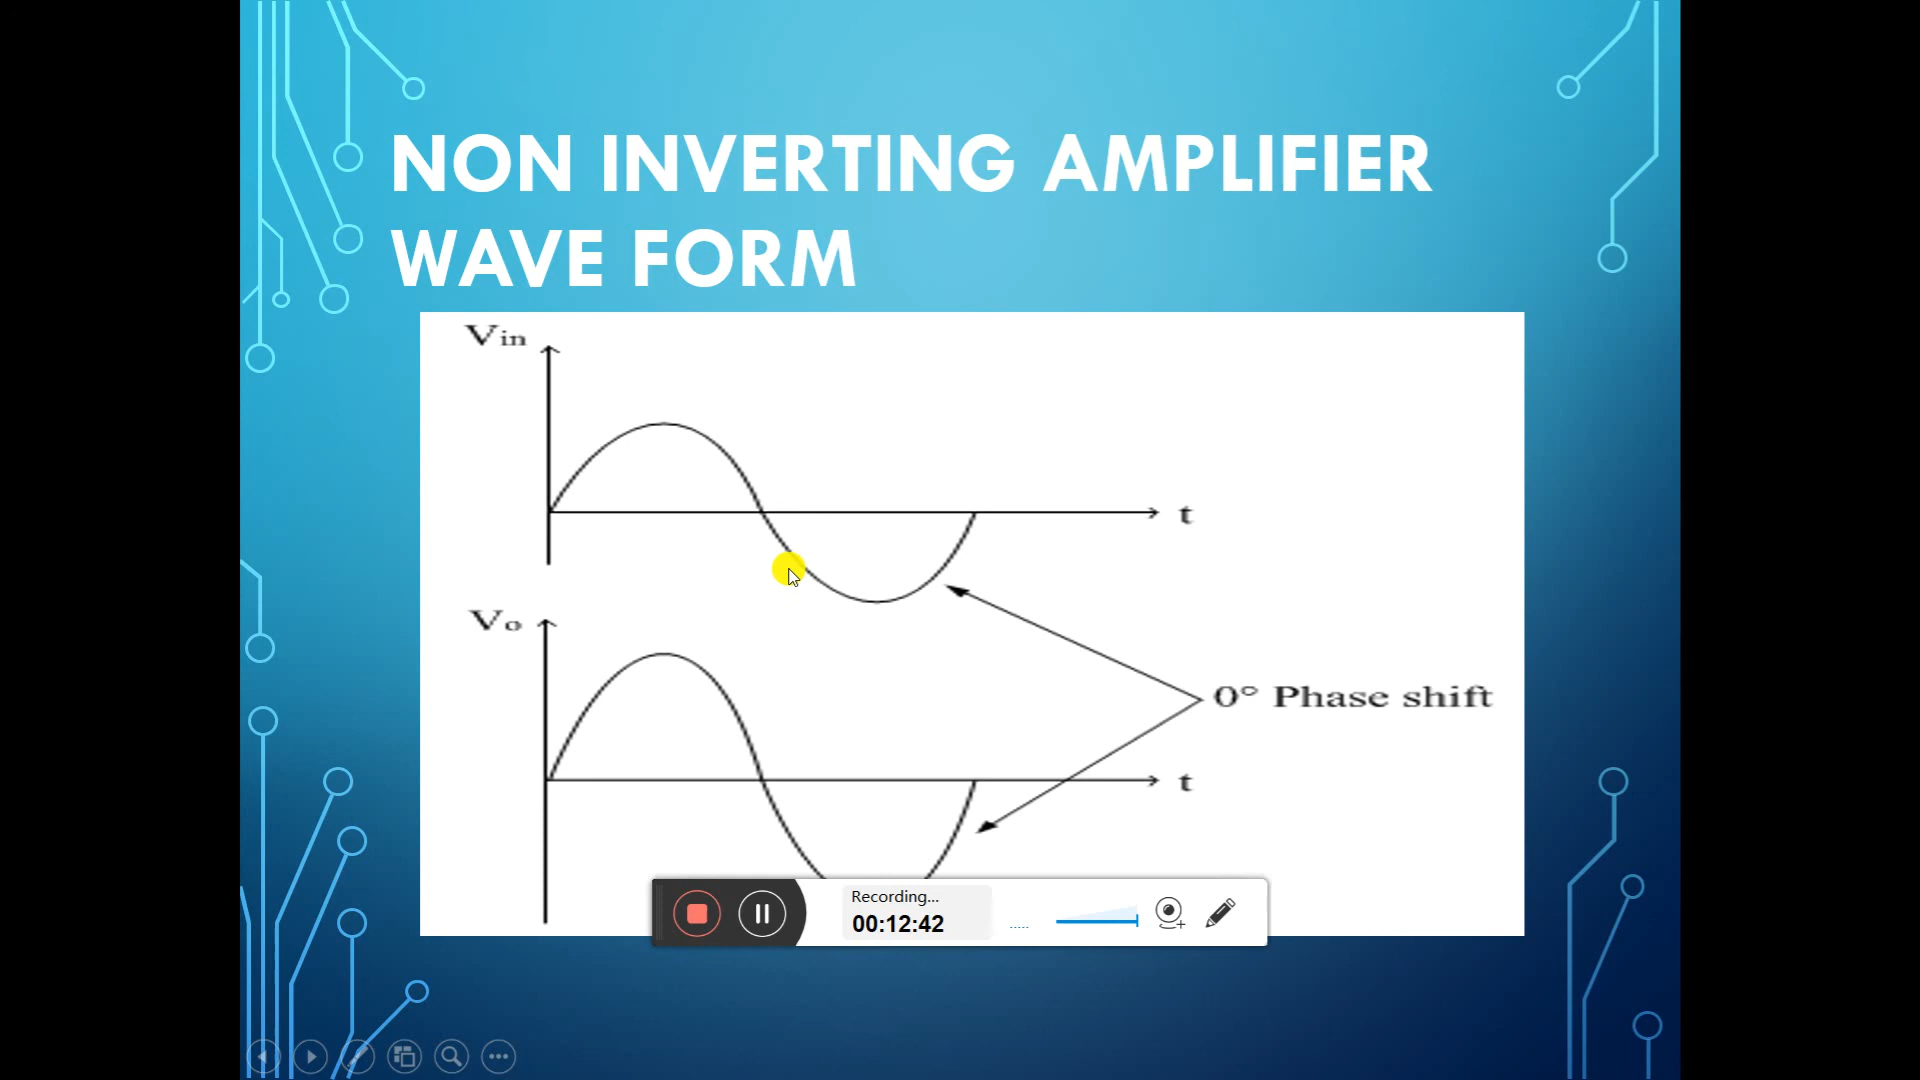 NON INVERTING AMPLIFIER
WAVE FORM
Vin
t
Vo
0° Phase shift
t
Recording...
00:12:42